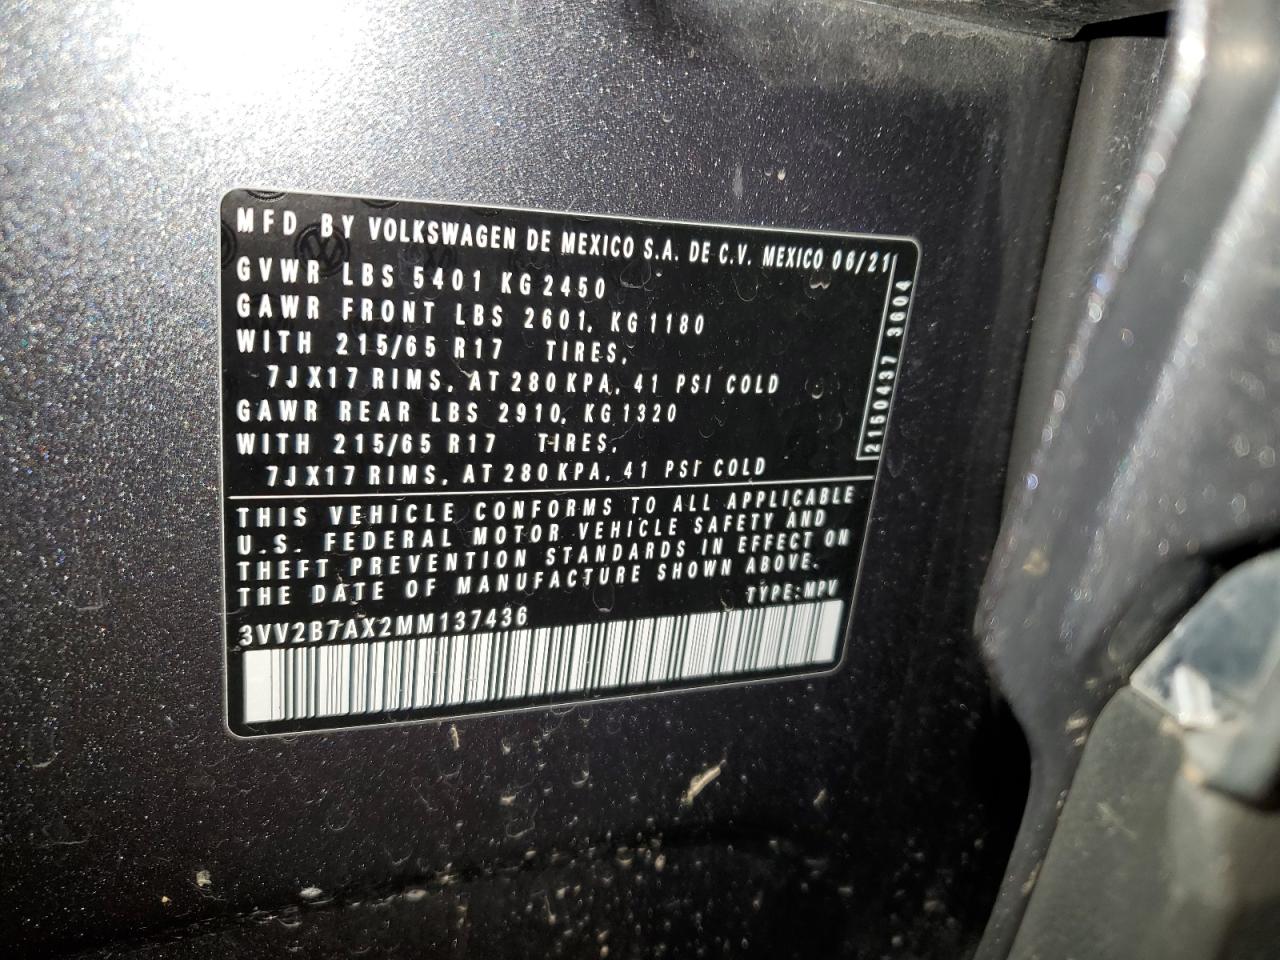 MFD BY VOLKSWAGEN DE MEXICO S.A. DE C.V. MEXICO 06/21
GVWR LBS 5401 KG 2450
GAWR FRONT LBS 2601, KG 1180
WITH 215/65 R17 TIRES,
7JX17 RIMS, AT 280 KPA, 41 PSI COLD
GAWR REAR LBS 2910, KG 1320
WITH 215/65 R17 TIRES,
7JX17 RIMS, AT 280 KPA, 41 PSI COLD
2150437 3604
THIS VEHICLE CONFORMS TO ALL APPLICABLE
U.S. FEDERAL MOTOR VEHICLE SAFETY AND
THEFT PREVENTION STANDARDS IN EFFECT ON
THE DATE OF MANUFACTURE SHOWN ABOVE.
TYPE:MPV
3VV2B7AX2MM137436